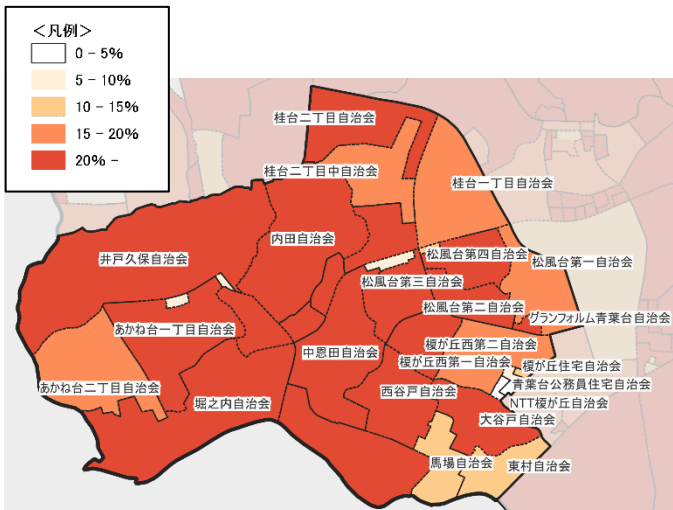 ＜凡例＞
0 - 5%
5 - 10%
10 - 15%
15 - 20%
20% -
桂台二丁目自治会
桂台二丁目中自治会
桂台一丁目自治会
内田自治会
井戸久保自治会
松風台第四自治会
松風台第一自治会
松風台第三自治会
松風台第二自治会
グランフォルム青葉台自治会
あかね台一丁目自治会
榎が丘西第二自治会
中恩田自治会
榎が丘西第一自治会
榎が丘住宅自治会
あかね台二丁目自治会
西谷戸自治会
青葉台公務員住宅自治会
NTT榎が丘自治会
堀之内自治会
大谷戸自治会
馬場自治会
東村自治会